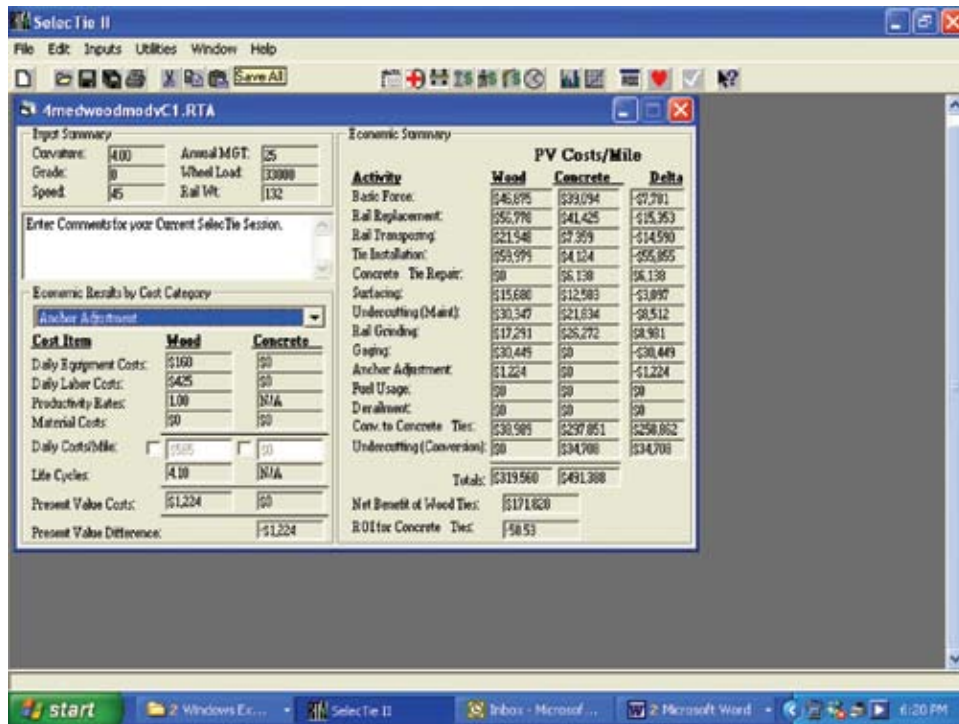 SelecTie II
File Edit Inputs Utilities Window Help
Save All
4medwoodmodvC1.RTA
Input Summary
Curvature: 4.00 Annual MGT: 25
Grade: 0 Wheel Load: 33000
Speed: 45 Rail Wt: 132
Enter Comments for your Current SelecTie Session.
Economic Results by Cost Category
Anchor Adjustment
Cost Item Wood Concrete
Daily Equipment Costs: $160 $0
Daily Labor Costs: $425 $0
Productivity Rates: 1.00 N/A
Material Costs: $0 $0
Daily Costs/Mile: $585 $0
Life Cycles: 4.00 N/A
Present Value Costs: $1,224 $0
Present Value Difference: -$1,224
Economic Summary
PV Costs/Mile
Activity Wood Concrete Delta
Basic Force: $46,875 $39,094 -$7,781
Rail Replacement: $56,778 $41,425 -$15,353
Rail Transposing: $21,948 $7,359 -$14,590
Tie Installation: $59,979 $4,124 -$55,855
Concrete Tie Repair: $0 $6,138 $6,138
Surfacing: $15,680 $12,583 -$3,097
Undercutting (Maint): $30,347 $21,834 -$8,512
Rail Grinding: $17,291 $26,272 $8,981
Gaging: $30,449 $0 -$30,449
Anchor Adjustment: $1,224 $0 -$1,224
Fuel Usage: $0 $0 $0
Derailment: $0 $0 $0
Conv. to Concrete Ties: $38,989 $297,851 $258,862
Undercutting (Conversion): $0 $34,708 $34,708
Totals: $319,560 $491,388
Net Benefit of Wood Ties: $171,828
ROI for Concrete Ties: -$0.53
start 2 Windows Ex... SelecTie II Inbox - Microsof... 2 Microsoft Word 6:20 PM